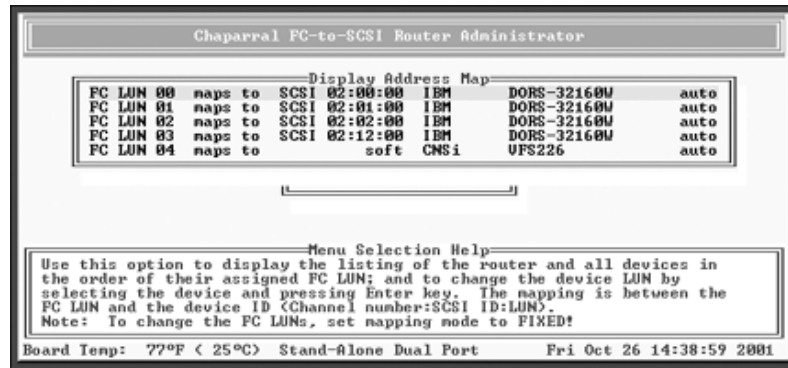 Chaparral FC-to-SCSI Router Administrator
Display Address Map
FC LUN 00 maps to SCSI 02:00:00 IBM DORS-32160W auto
FC LUN 01 maps to SCSI 02:01:00 IBM DORS-32160W auto
FC LUN 02 maps to SCSI 02:02:00 IBM DORS-32160W auto
FC LUN 03 maps to SCSI 02:12:00 IBM DORS-32160W auto
FC LUN 04 maps to soft CNSi VFS226 auto
Menu Selection Help
Use this option to display the listing of the router and all devices in
the order of their assigned FC LUN; and to change the device LUN by
selecting the device and pressing Enter key. The mapping is between the
FC LUN and the device ID (Channel number:SCSI ID:LUN).
Note: To change the FC LUNs, set mapping mode to FIXED!
Board Temp: 77ºF ( 25ºC) Stand-Alone Dual Port Fri Oct 26 14:38:59 2001